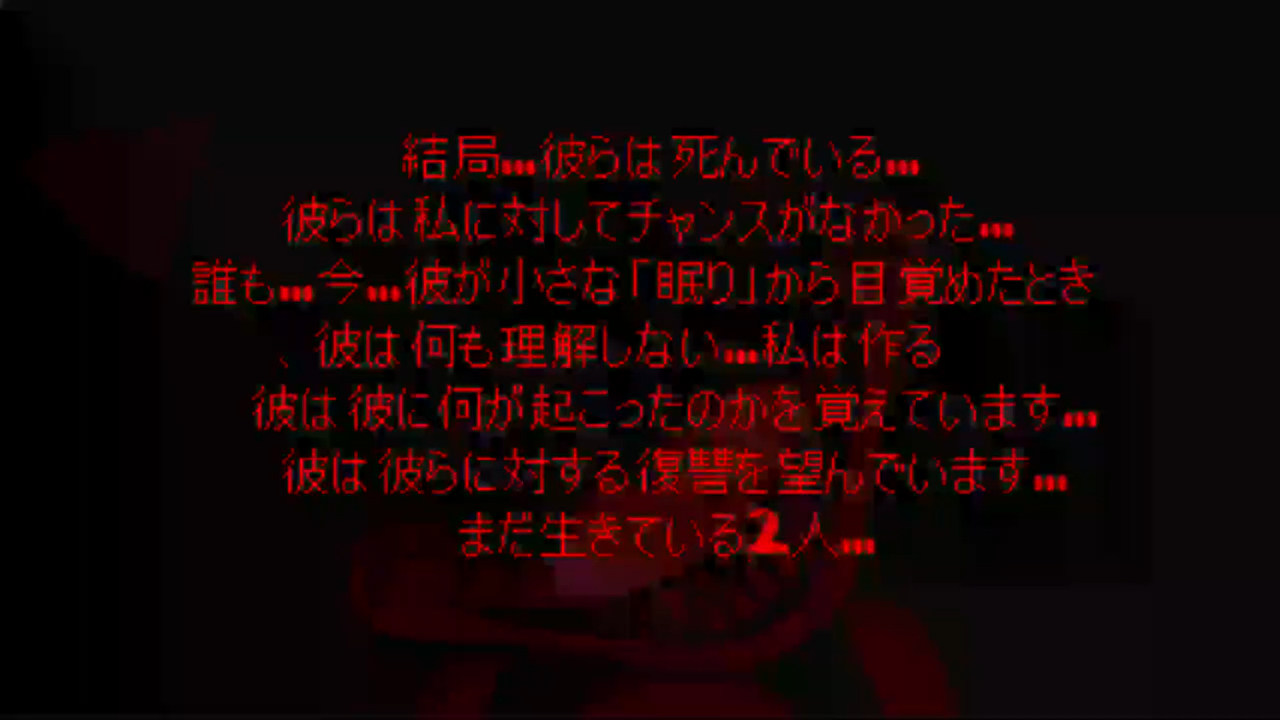 結局...彼らは死んでいる...
彼らは私に対してチャンスがなかった...
誰も...今...彼が小さな「眠り」から目覚めたとき
、彼は何も理解しない...私は作る
彼は彼に何が起こったのかを覚えています...
彼は彼らに対する復讐を望んでいます...
まだ生きている2人...